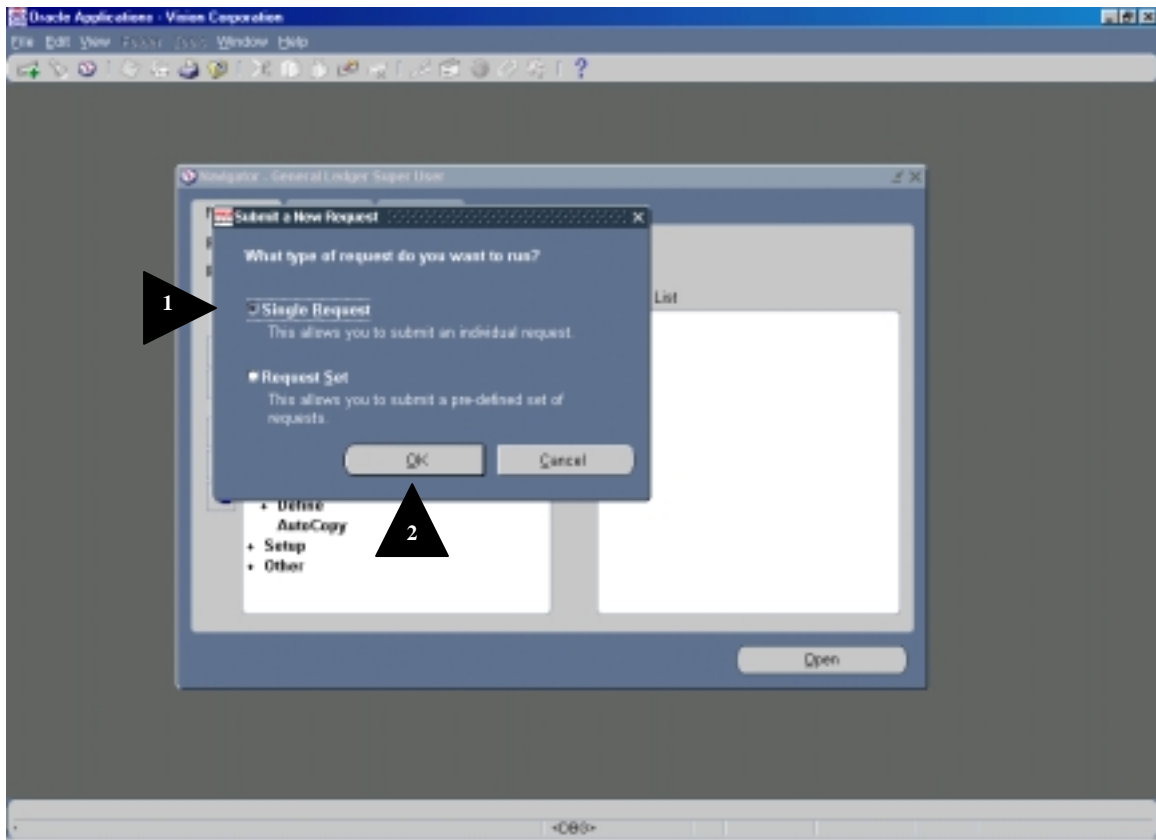 Oracle Applications - Vision Corporation
File Edit View Folder Tools Window Help
Navigator - General Ledger Super User
Submit a New Request
What type of request do you want to run?
1
Single Request
List
This allows you to submit an individual request.
Request Set
This allows you to submit a pre-defined set of
requests.
OK
Cancel
+ Define
AutoCopy
2
+ Setup
+ Other
Open